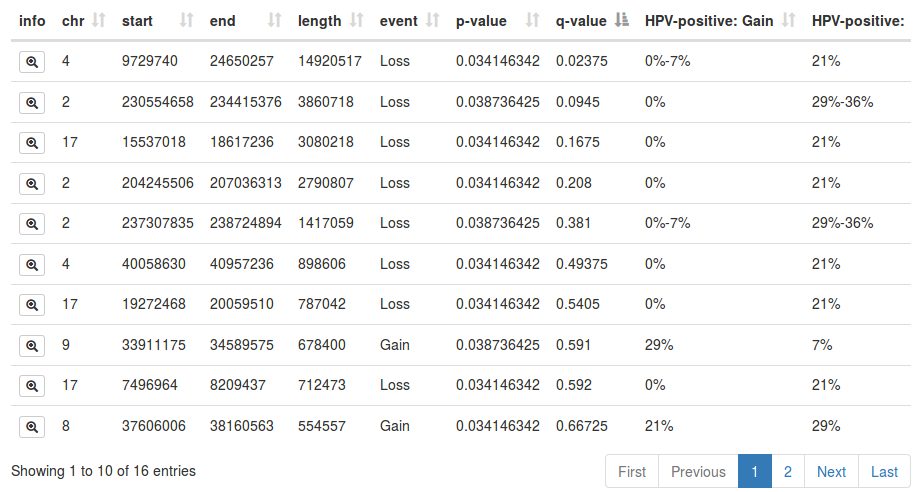 info chr start end length event p-value q-value HPV-positive: Gain HPV-positive:
4 9729740 24650257 14920517 Loss 0.034146342 0.02375 0%-7% 21%
2 230554658 234415376 3860718 Loss 0.038736425 0.0945 0% 29%-36%
17 15537018 18617236 3080218 Loss 0.034146342 0.1675 0% 21%
2 204245506 207036313 2790807 Loss 0.034146342 0.208 0% 21%
2 237307835 238724894 1417059 Loss 0.038736425 0.381 0%-7% 29%-36%
4 40058630 40957236 898606 Loss 0.034146342 0.49375 0% 21%
17 19272468 20059510 787042 Loss 0.034146342 0.5405 0% 21%
9 33911175 34589575 678400 Gain 0.038736425 0.591 29% 7%
17 7496964 8209437 712473 Loss 0.034146342 0.592 0% 21%
8 37606006 38160563 554557 Gain 0.034146342 0.66725 21% 29%
Showing 1 to 10 of 16 entries First Previous 1 2 Next Last